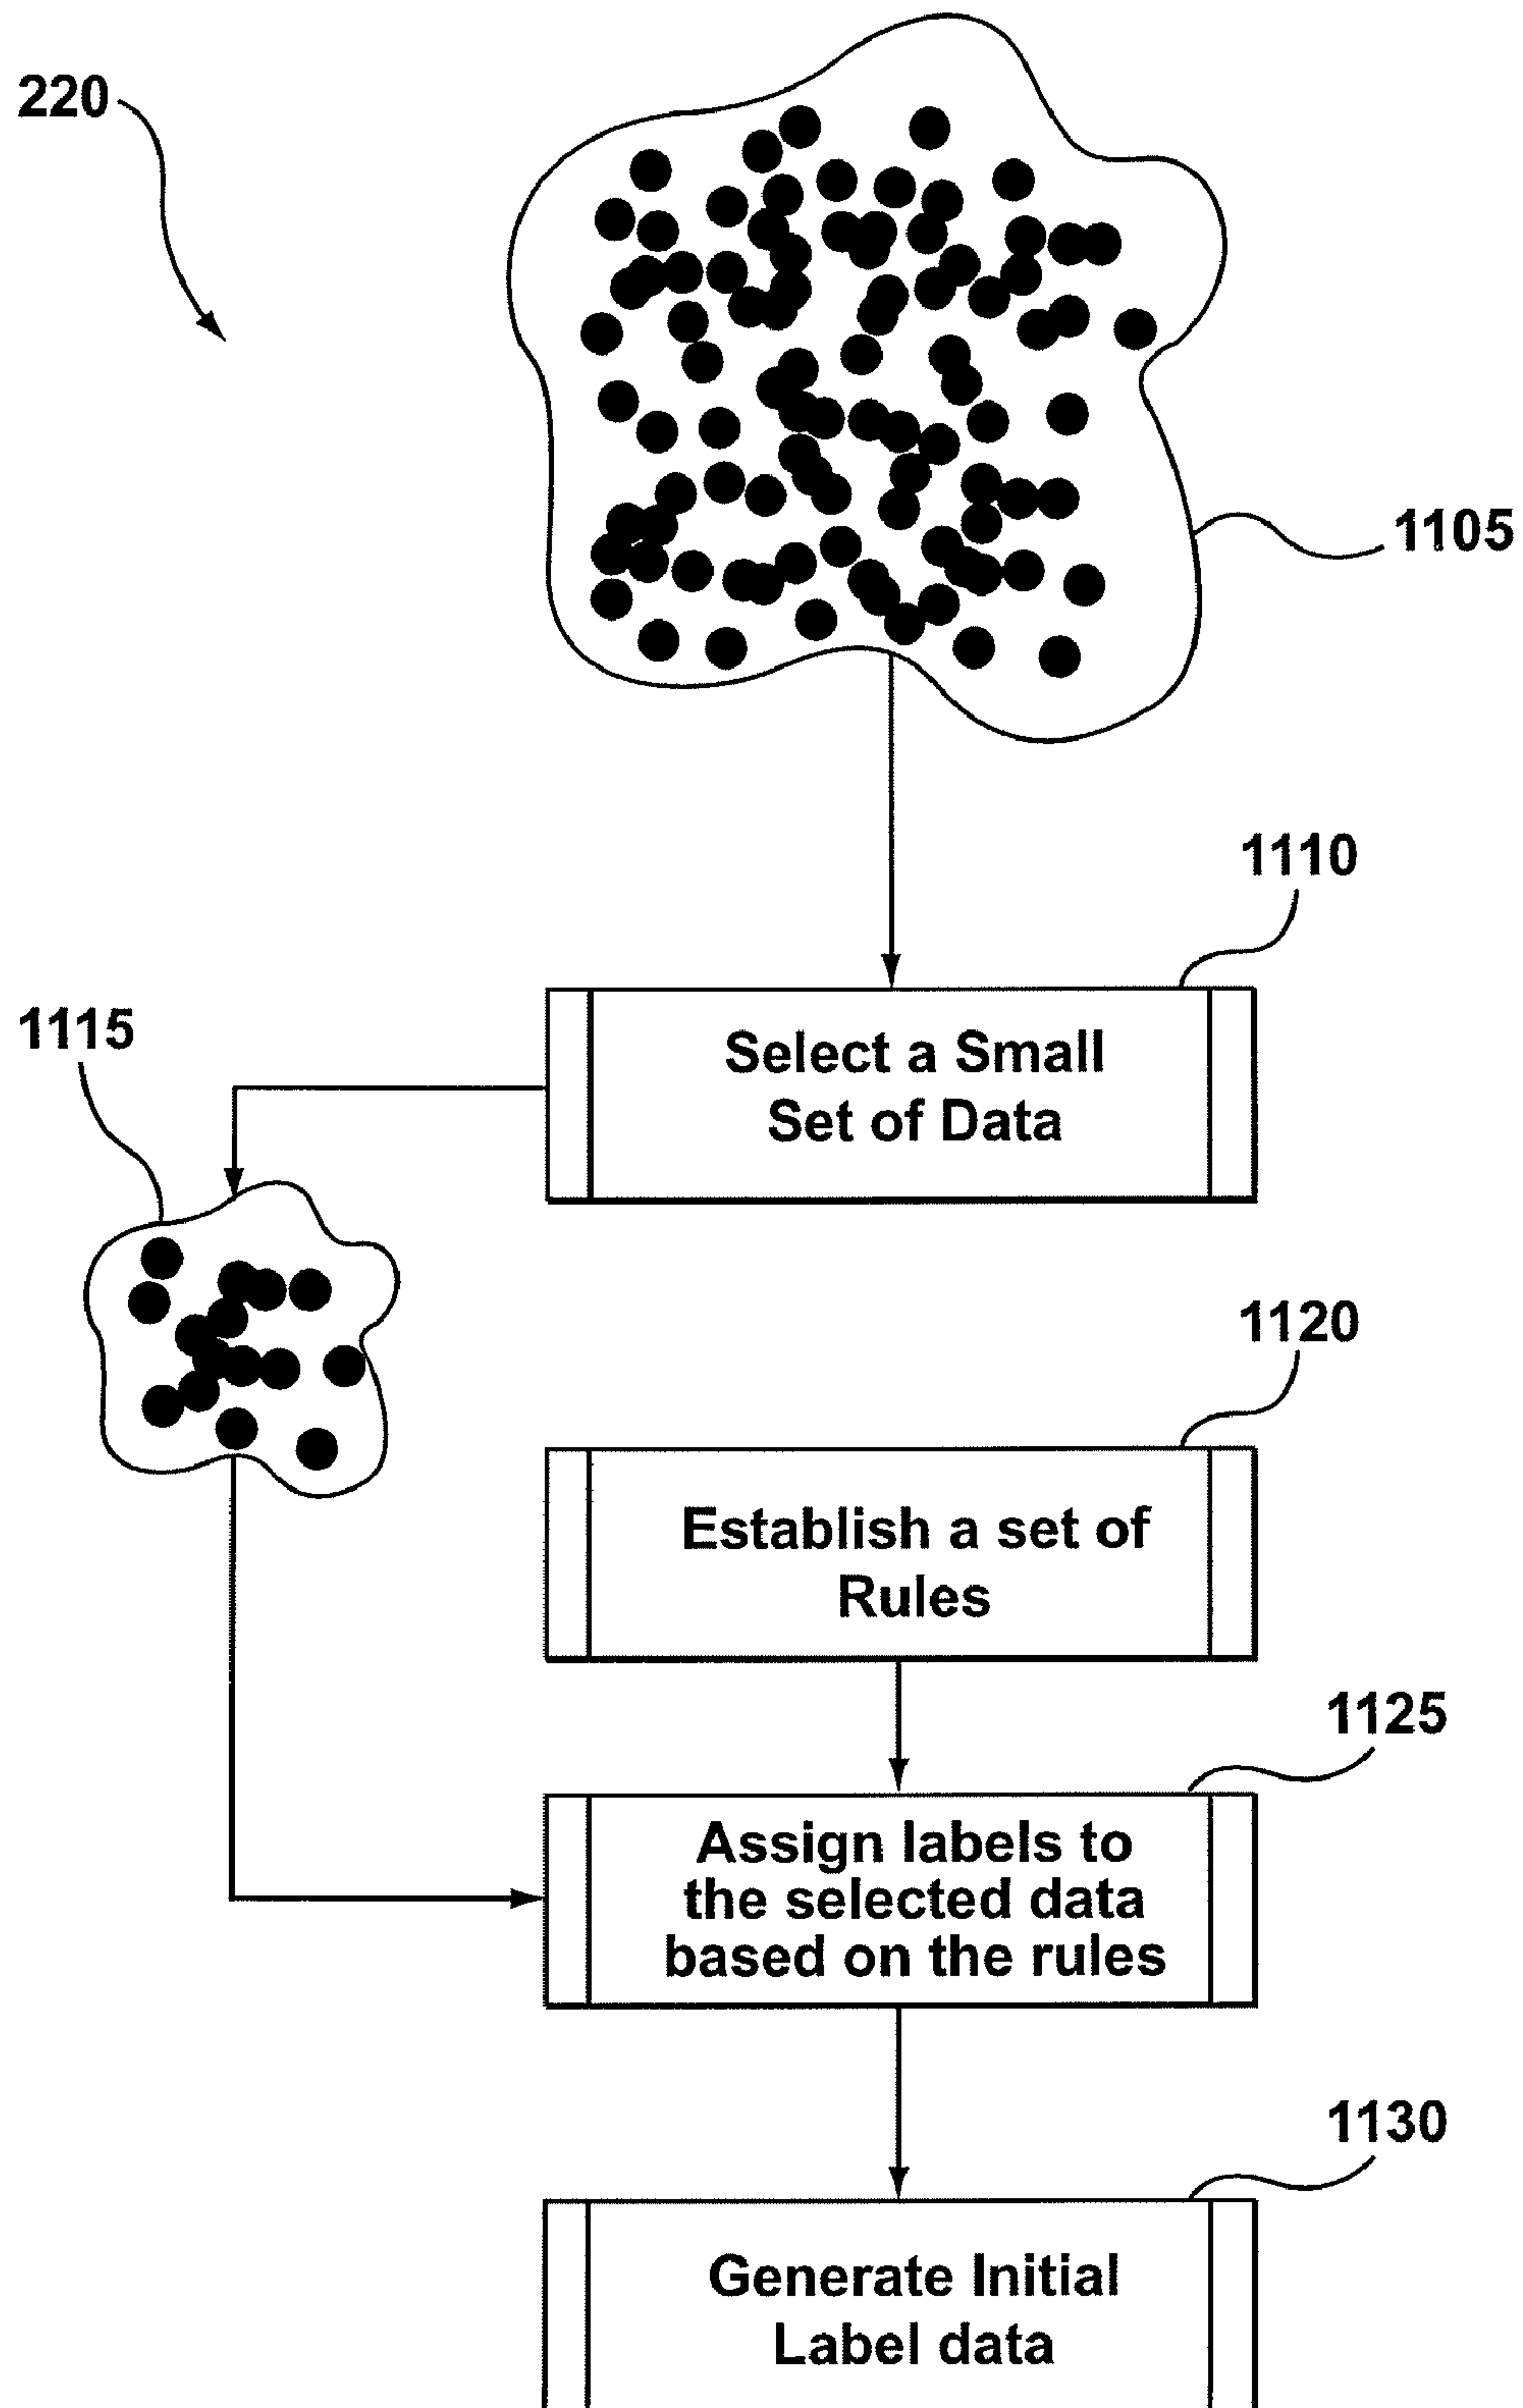 220
1105
1110
Select a Small
Set of Data
1115
1120
Establish a set of
Rules
1125
Assign labels to
the selected data
based on the rules
1130
Generate Initial
Label data